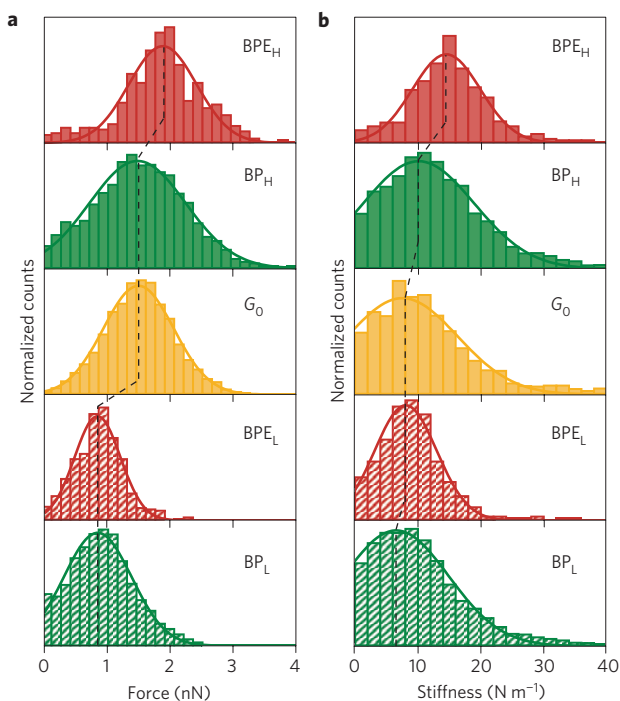 a
BPE_H
BP_H
G_0
BPE_L
BP_L
Normalized counts
0 1 2 3 4
Force (nN)
b
BPE_H
BP_H
G_0
BPE_L
BP_L
Normalized counts
0 10 20 30 40
Stiffness (N m⁻¹)